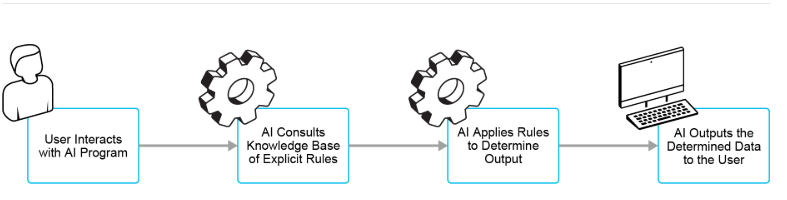 User Interacts
with AI Program
AI Consults
Knowledge Base
of Explicit Rules
AI Applies Rules
to Determine
Output
AI Outputs the
Determined Data
to the User